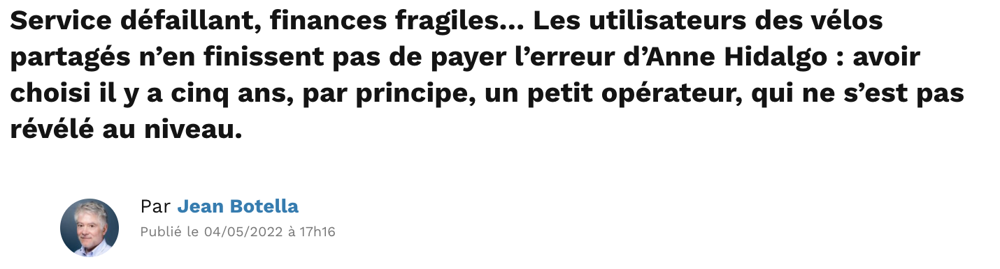 Service défaillant, finances fragiles… Les utilisateurs des vélos
partagés n’en finissent pas de payer l’erreur d’Anne Hidalgo : avoir
choisi il y a cinq ans, par principe, un petit opérateur, qui ne s’est pas
révélé au niveau.
Par Jean Botella
Publié le 04/05/2022 à 17h16